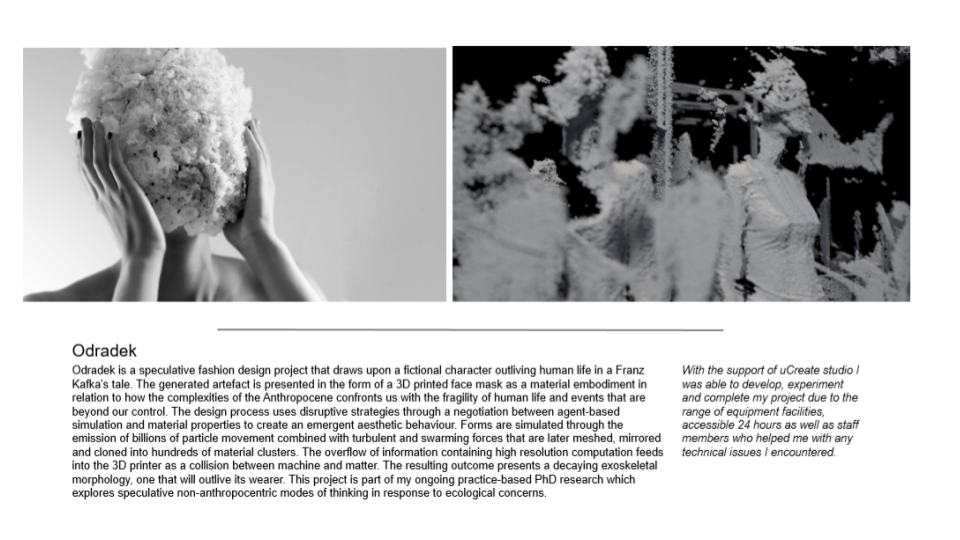 Odradek
Odradek is a speculative fashion design project that draws upon a fictional character outliving human life in a Franz
Kafka's tale. The generated artefact is presented in the form of a 3D printed face mask as a material embodiment in
relation to how the complexities of the Anthropocene confronts us with the fragility of human life and events that are
beyond our control. The design process uses disruptive strategies through a negotiation between agent-based
simulation and material properties to create an emergent aesthetic behaviour. Forms are simulated through the
emission of billions of particle movement combined with turbulent and swarming forces that are later meshed, mirrored
and cloned into hundreds of material clusters. The overflow of information containing high resolution computation feeds
into the 3D printer as a collision between machine and matter. The resulting outcome presents a decaying exoskeletal
morphology, one that will outlive its wearer. This project is part of my ongoing practice-based PhD research which
explores speculative non-anthropocentric modes of thinking in response to ecological concerns.
With the support of uCreate studio I
was able to develop, experiment
and complete my project due to the
range of equipment facilities,
accessible 24 hours as well as staff
members who helped me with any
technical issues I encountered.